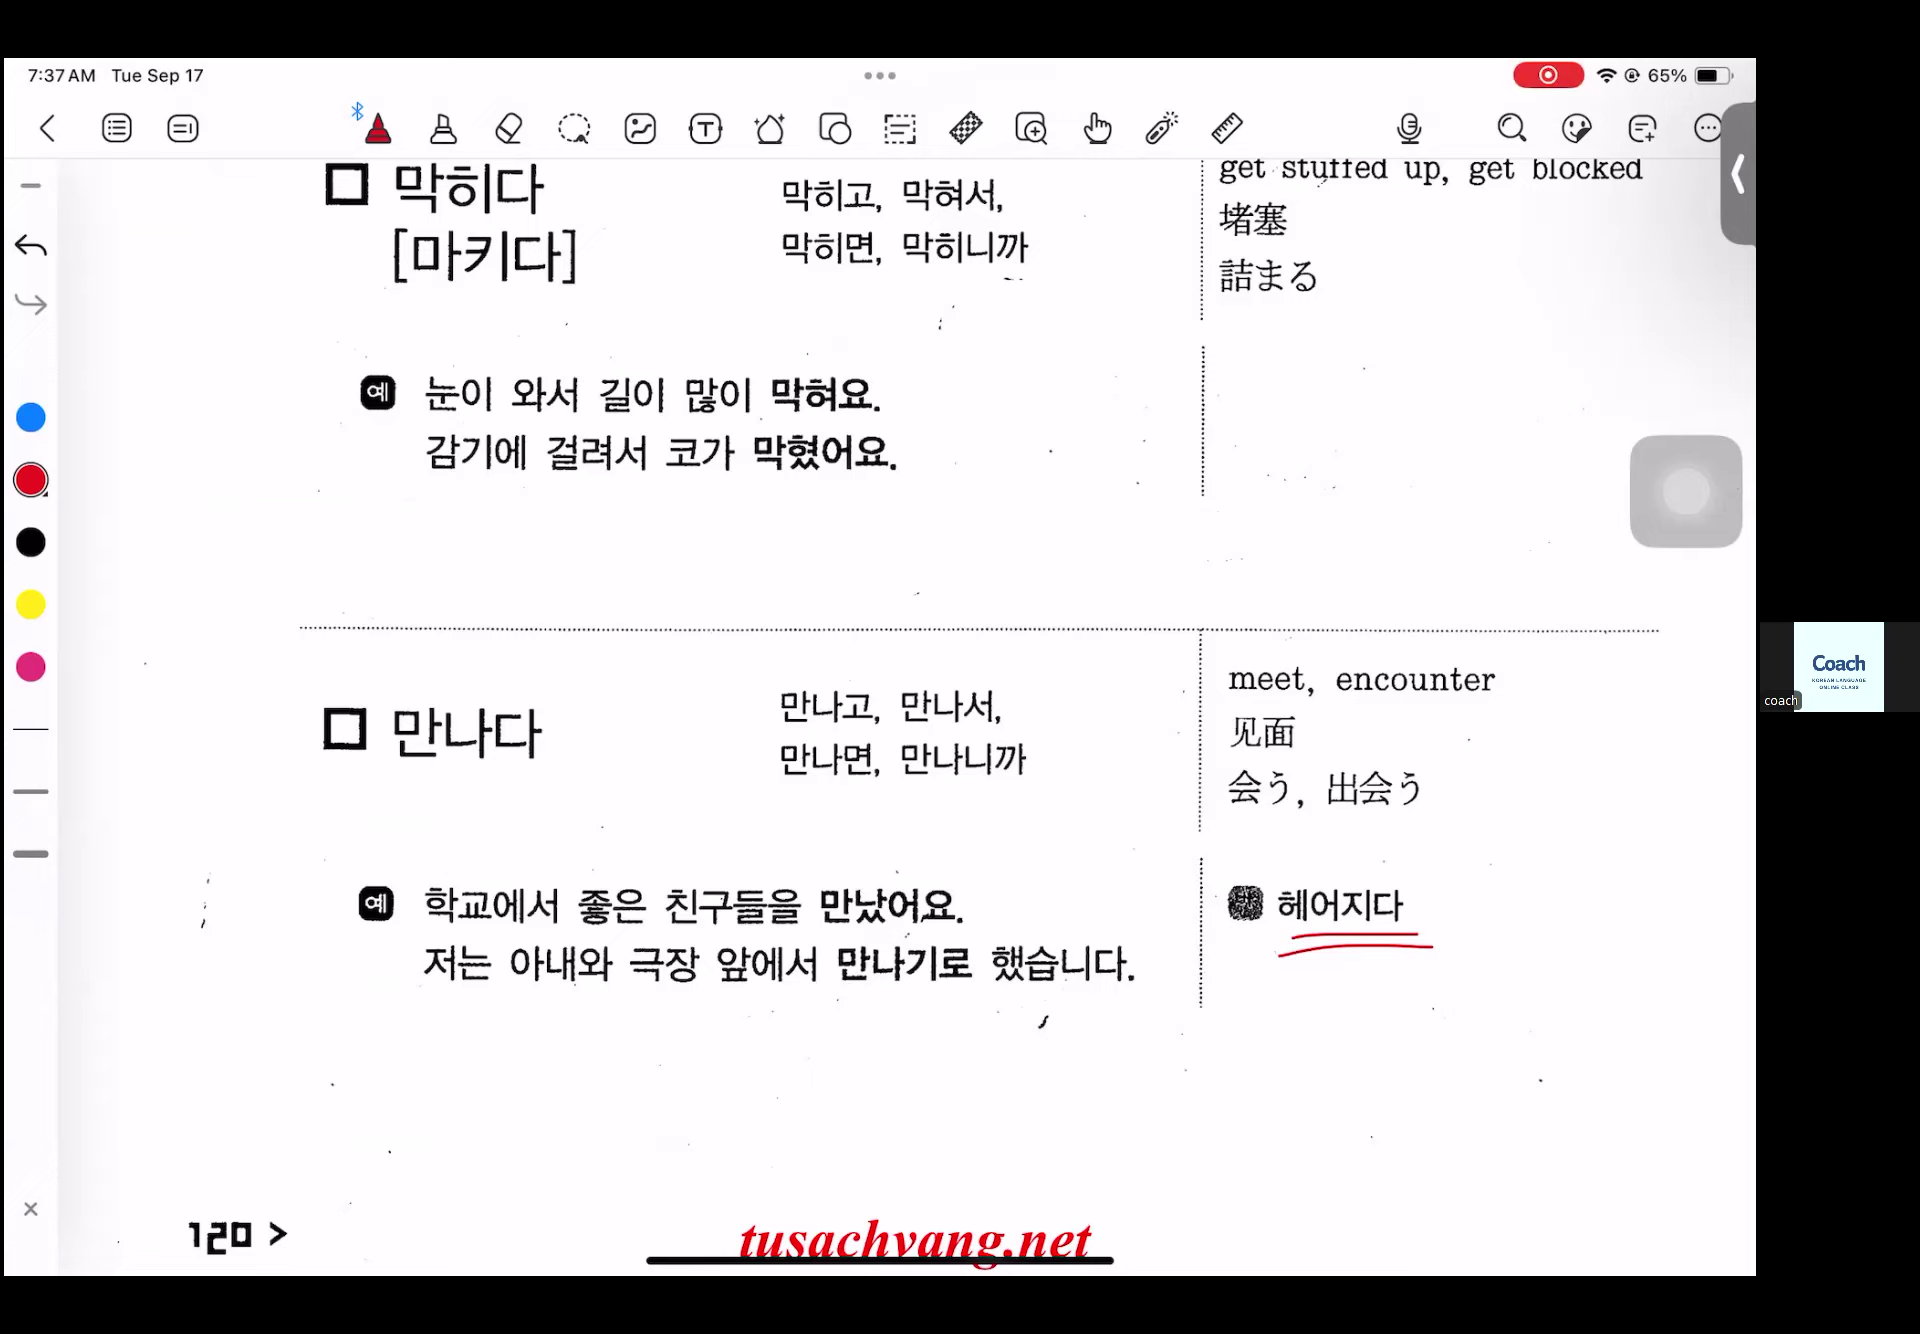 7:37 AM Tue Sep 17
65%
get stuffed up, get blocked
막히다
막히고, 막혀서,
堵塞
[마키다]
막히면, 막히니까
詰まる
예 눈이 와서 길이 많이 막혀요.
감기에 걸려서 코가 막혔어요.
meet, encounter
만나다
만나고, 만나서,
见面
만나면, 만나니까
会う, 出会う
예 학교에서 좋은 친구들을 만났어요.
헤어지다
저는 아내와 극장 앞에서 만나기로 했습니다.
120 >
tusachvang.net
Coach
KOREAN LANGUAGE
ONLINE CLASS
coach